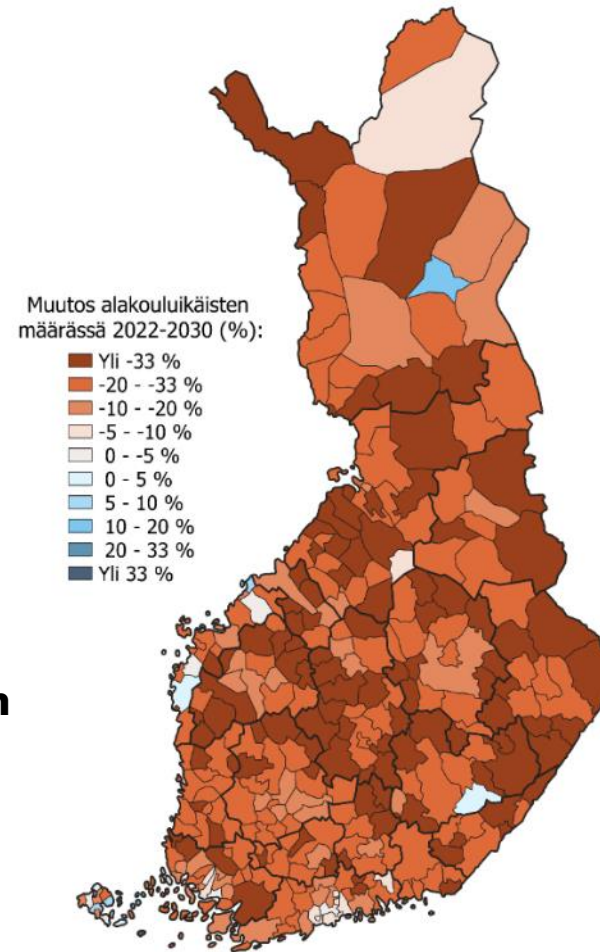 Muutos alakouluikäisten
määrässä 2022-2030 (%):
Yli -33 %
-20 - -33 %
-10 - -20 %
-5 - -10 %
0 - -5 %
0 - 5 %
5 - 10 %
10 - 20 %
20 - 33 %
Yli 33 %
n